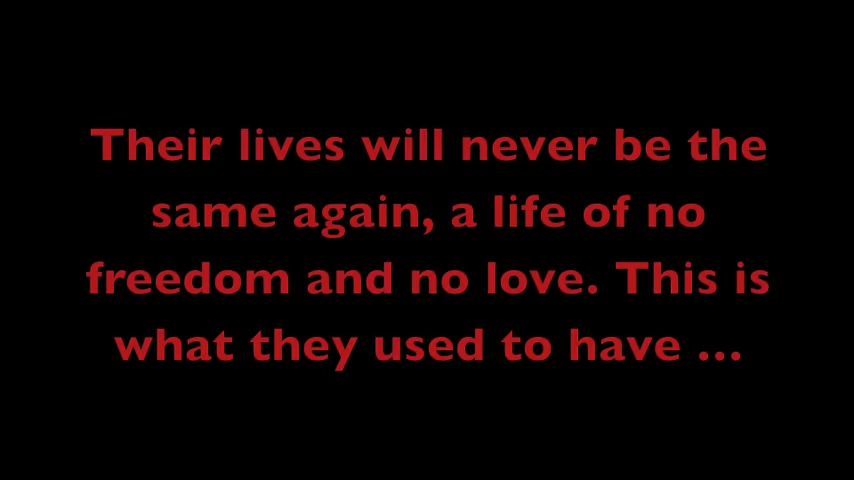 Their lives will never be the
same again, a life of no
freedom and no love. This is
what they used to have ...